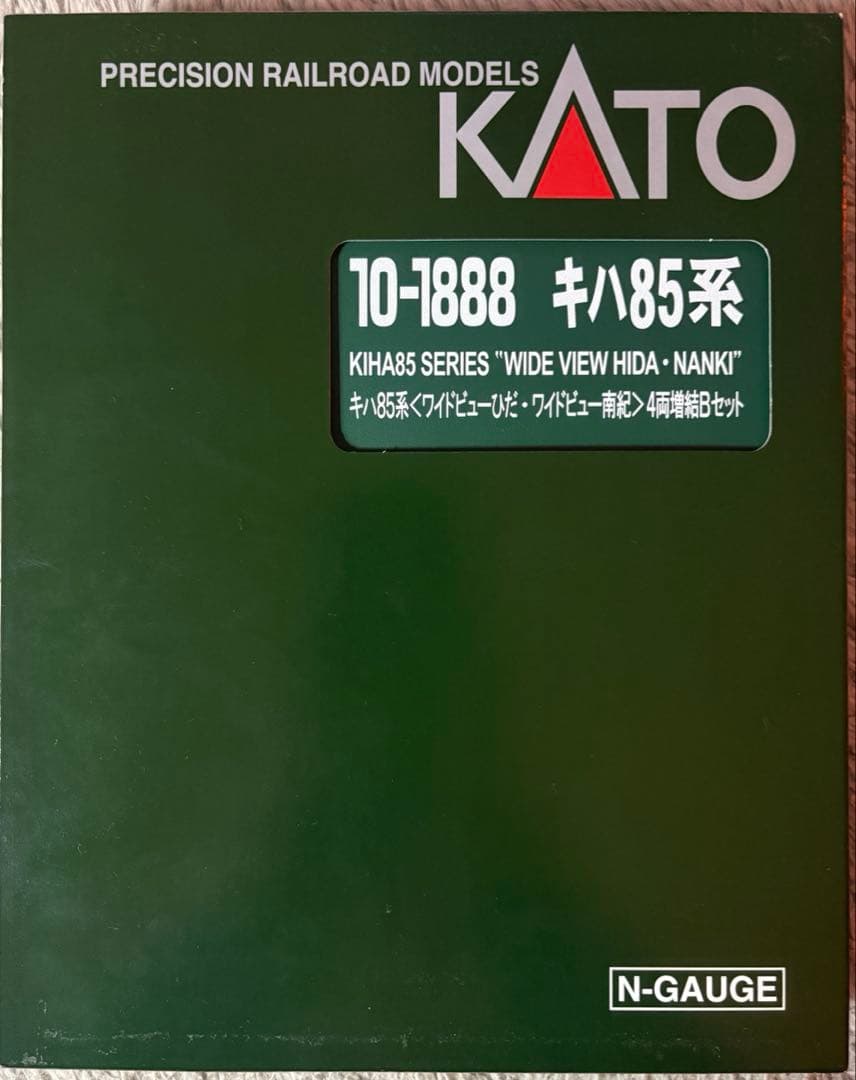 PRECISION RAILROAD MODELS
KATO
10-1888 キハ85系
KIHA85 SERIES "WIDE VIEW HIDA・NANKI"
キハ85系<ワイドビューひだ・ワイドビュー南紀>4両増結Bセット
N-GAUGE